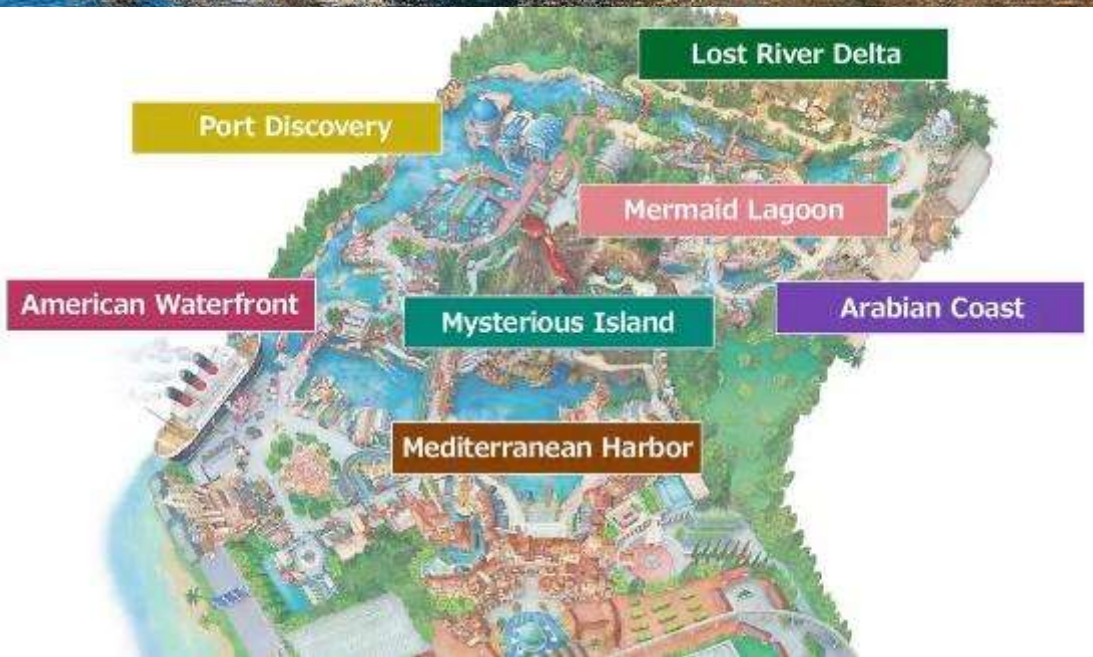 Lost River Delta
Port Discovery
Mermaid Lagoon
American Waterfront
Mysterious Island
Arabian Coast
Mediterranean Harbor